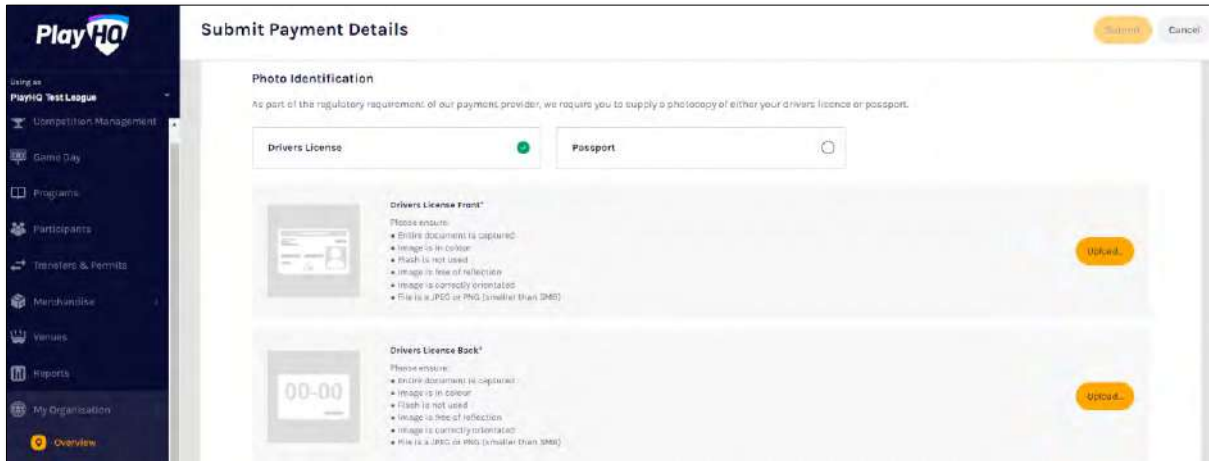 PlayHQ
Submit Payment Details
Submit
Cancel
Using as
PlayHQ Test League
Competition Management
Game Day
Programs
Participants
Transfers & Permits
Merchandise
Venues
Reports
My Organisation
Overview
Photo Identification
As part of the regulatory requirement of our payment provider, we require you to supply a photocopy of either your drivers licence or passport.
Drivers License
Passport
Drivers License Front*
Please ensure:
• Entire document is captured
• Image is in colour
• Flash is not used
• Image is free of reflection
• Image is correctly orientated
• File is a JPEG or PNG (smaller than 5MB)
Upload...
00-00
Drivers License Back*
Please ensure:
• Entire document is captured
• Image is in colour
• Flash is not used
• Image is free of reflection
• Image is correctly orientated
• File is a JPEG or PNG (smaller than 5MB)
Upload...